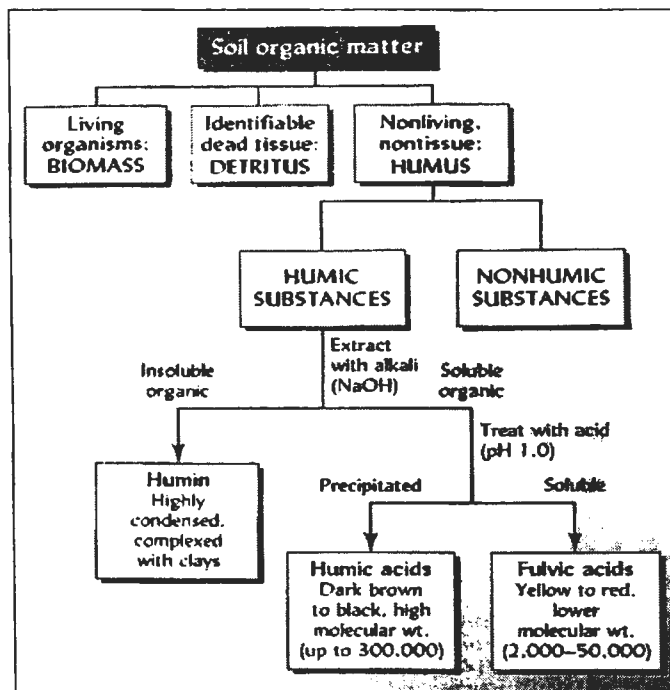 Soil organic matter
Living
organisms:
BIOMASS
Identifiable
dead tissue:
DETRITUS
Nonliving,
nontissue:
HUMUS
HUMIC
SUBSTANCES
NONHUMIC
SUBSTANCES
Extract
with alkali
(NaOH)
Insoluble
organic
Soluble
organic
Treat with acid
(pH 1.0)
Humin
Highly
condensed,
complexed
with clays
Precipitated
Soluble
Humic acids
Dark brown
to black, high
molecular wt.
(up to 300,000)
Fulvic acids
Yellow to red,
lower
molecular wt.
(2,000–50,000)